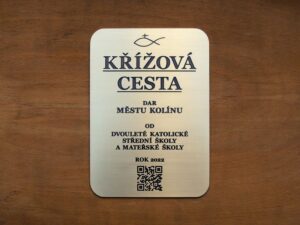 KŘÍŽOVÁ
CESTA
DAR
MĚSTU KOLÍNU
OD
DVOULETÉ KATOLICKÉ
STŘEDNÍ ŠKOLY
A MATEŘSKÉ ŠKOLY
ROK 2022